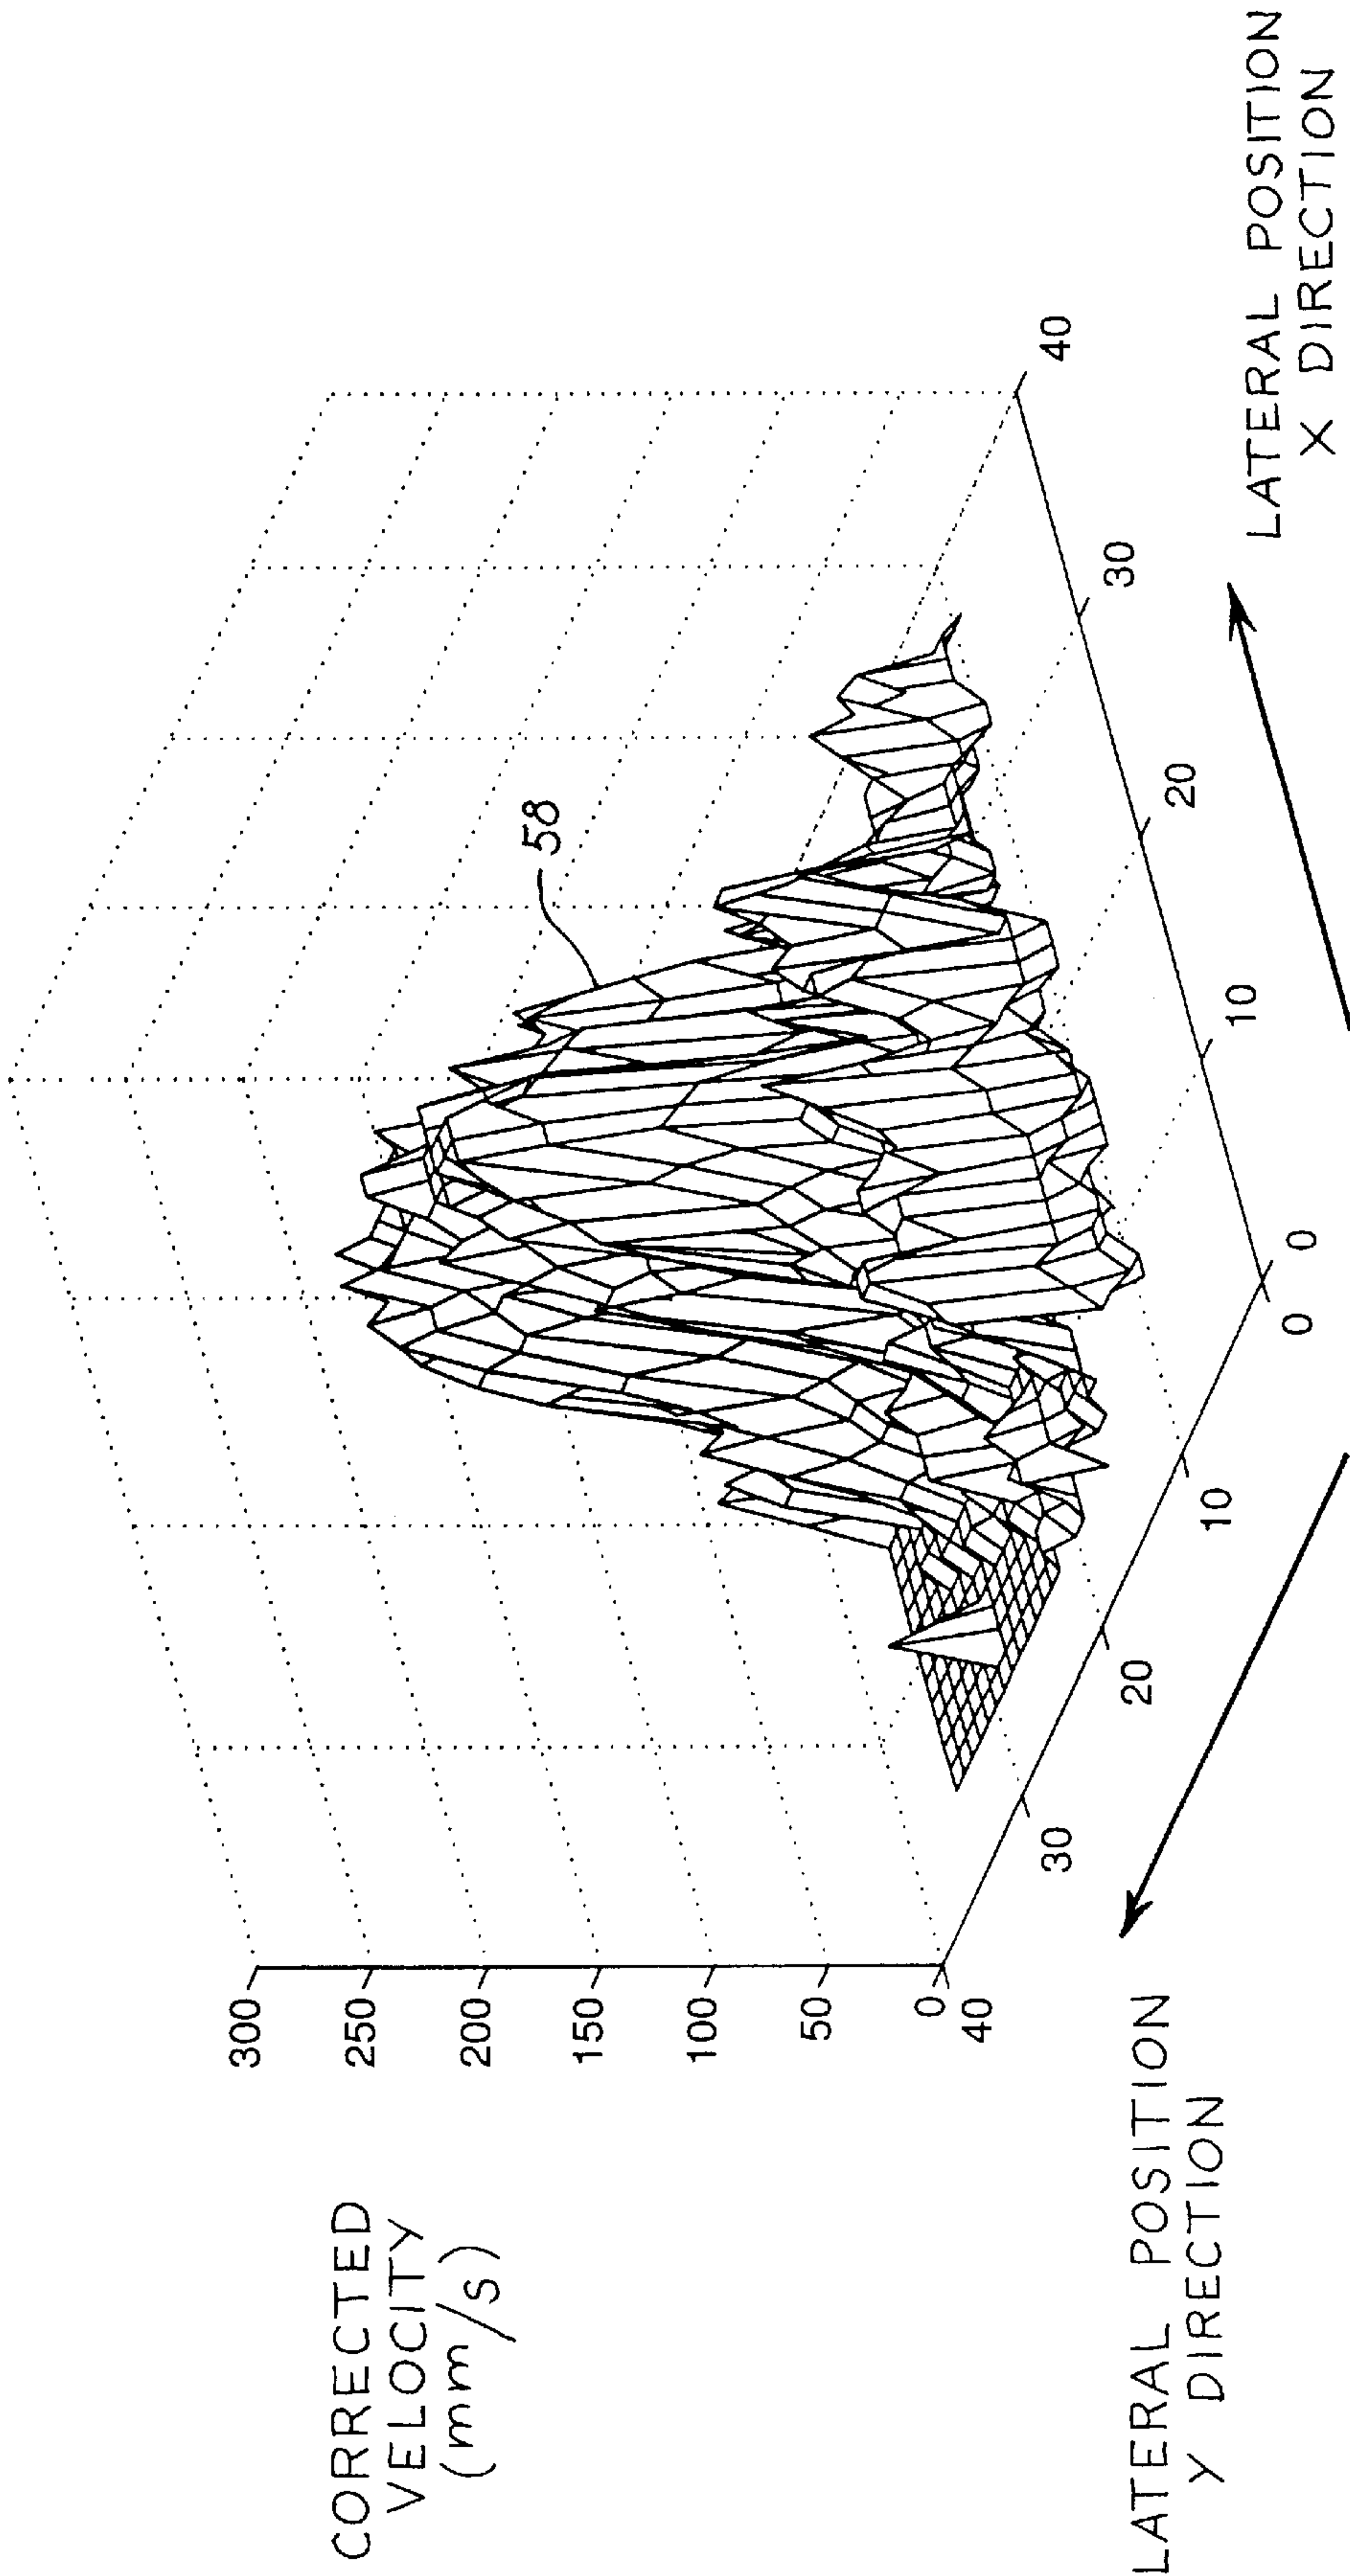 CORRECTED
VELOCITY
(mm/s)
300
250
200
150
100
50
0
40
30
20
10
0
0
10
20
30
40
58
LATERAL POSITION
Y DIRECTION
LATERAL POSITION
X DIRECTION